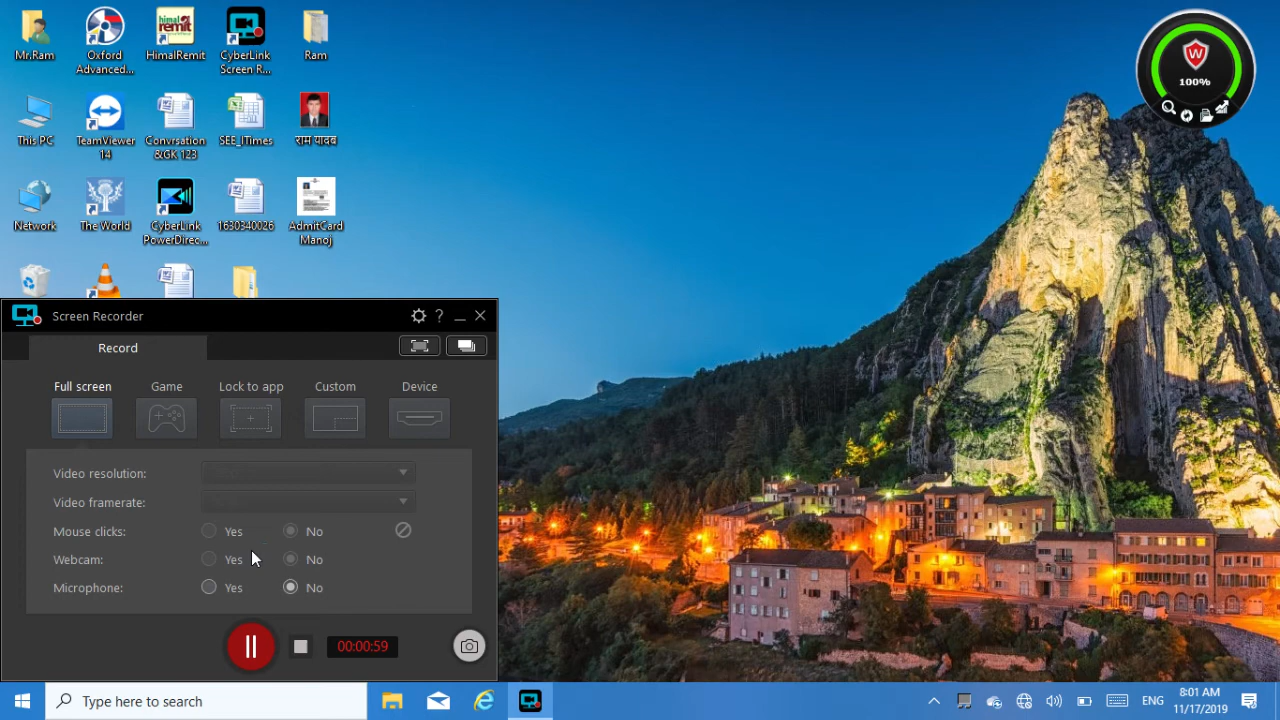 Mr.Ram
Oxford
Advanced...
HimalRemit
CyberLink
Screen R...
Ram
himal
remit
This PC
TeamViewer
14
Convrsation
&GK 123
SEE_ITimes
राम यादब
Network
The World
CyberLink
PowerDirec...
1630340026
AdmitCard
Manoj
W
100%
Screen Recorder
?
Record
Full screen
Game
Lock to app
Custom
Device
Video resolution:
Video framerate:
Mouse clicks:
Yes
No
Webcam:
Yes
No
Microphone:
Yes
No
00:00:59
Type here to search
ENG
8:01 AM
11/17/2019